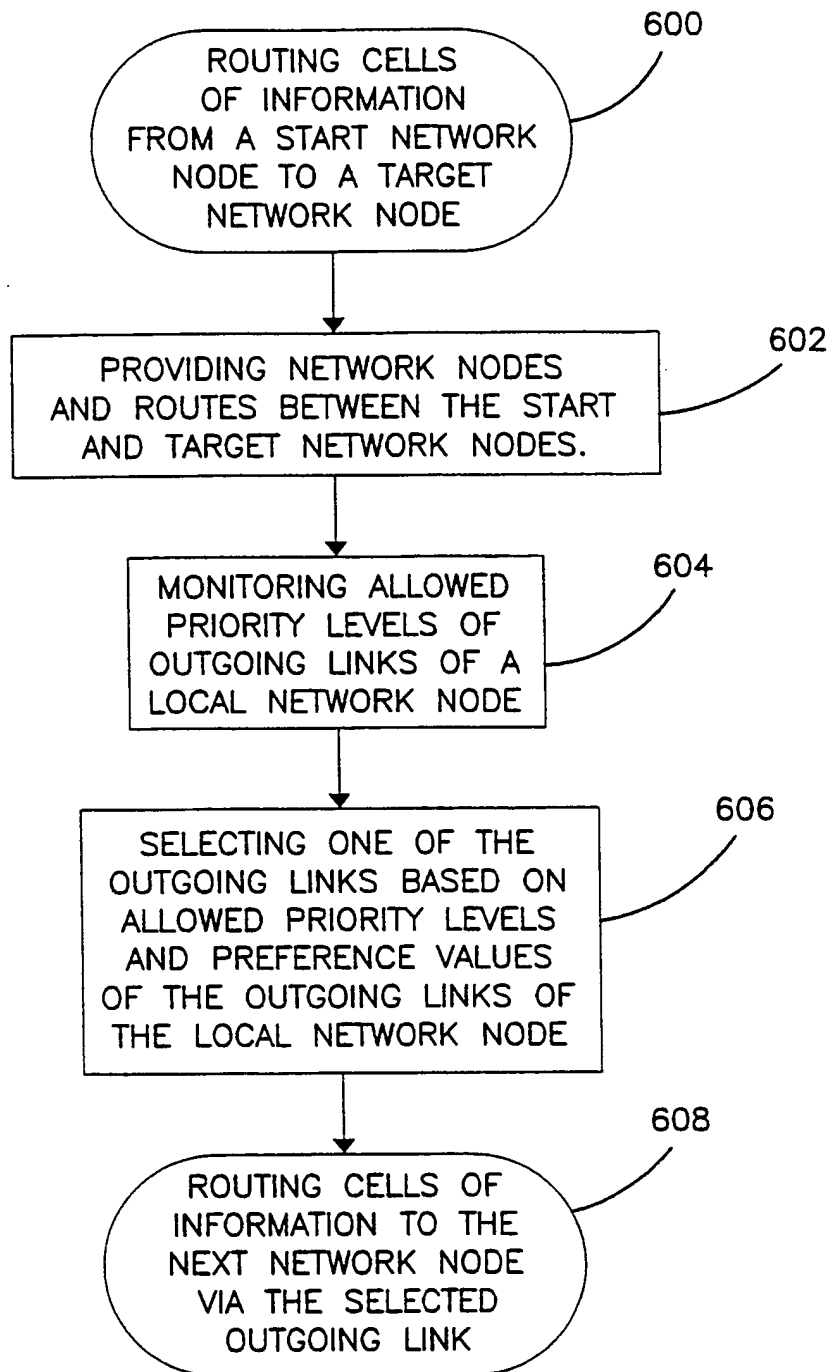 600
ROUTING CELLS
OF INFORMATION
FROM A START NETWORK
NODE TO A TARGET
NETWORK NODE
602
PROVIDING NETWORK NODES
AND ROUTES BETWEEN THE START
AND TARGET NETWORK NODES.
604
MONITORING ALLOWED
PRIORITY LEVELS OF
OUTGOING LINKS OF A
LOCAL NETWORK NODE
606
SELECTING ONE OF THE
OUTGOING LINKS BASED ON
ALLOWED PRIORITY LEVELS
AND PREFERENCE VALUES
OF THE OUTGOING LINKS OF
THE LOCAL NETWORK NODE
608
ROUTING CELLS OF
INFORMATION TO THE
NEXT NETWORK NODE
VIA THE SELECTED
OUTGOING LINK